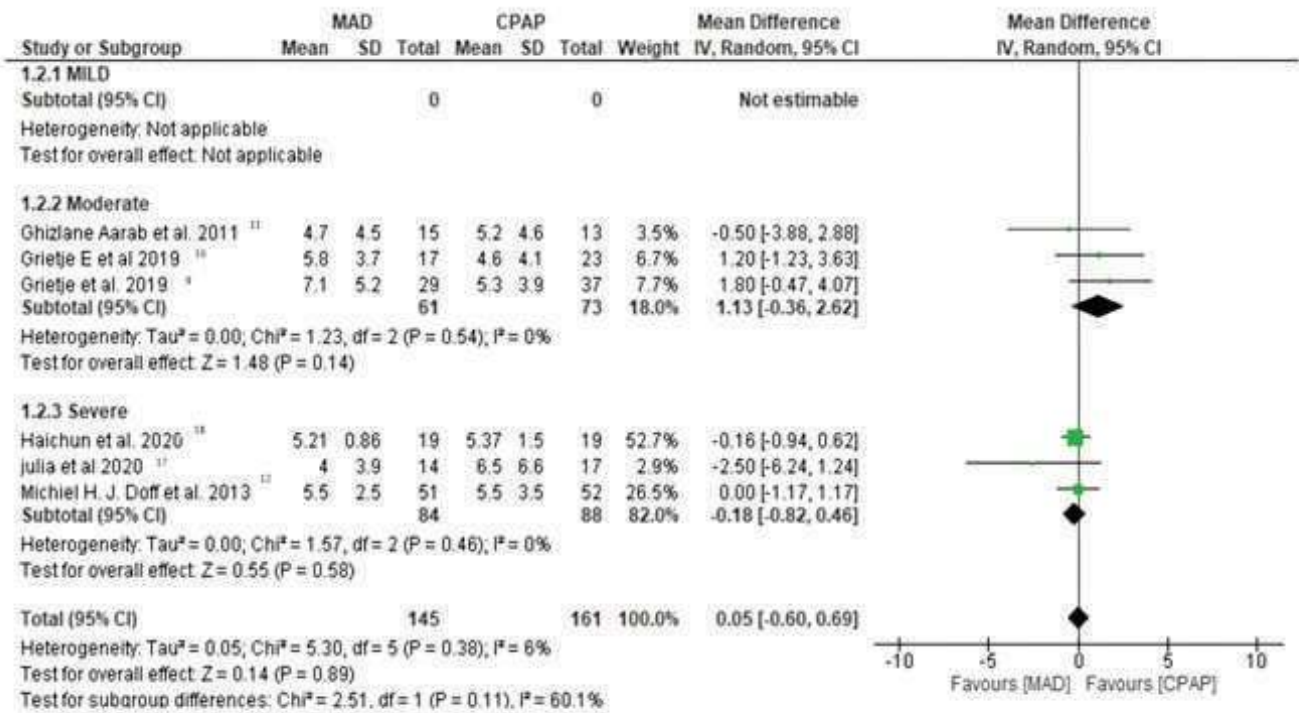 MAD CPAP Mean Difference Mean Difference
Study or Subgroup Mean SD Total Mean SD Total Weight IV, Random, 95% CI IV, Random, 95% CI
1.2.1 MILD
Subtotal (95% CI) 0 0 Not estimable
Heterogeneity: Not applicable
Test for overall effect: Not applicable
1.2.2 Moderate
Ghizlane Aarab et al. 2011 4.7 4.5 15 5.2 4.6 13 3.5% -0.50 [-3.88, 2.88]
Grietje E et al 2019 5.8 3.7 17 4.6 4.1 23 6.7% 1.20 [-1.23, 3.63]
Grietje et al. 2019 7.1 5.2 29 5.3 3.9 37 7.7% 1.80 [-0.47, 4.07]
Subtotal (95% CI) 61 73 18.0% 1.13 [-0.36, 2.62]
Heterogeneity: Tau² = 0.00; Chi² = 1.23, df = 2 (P = 0.54); I² = 0%
Test for overall effect: Z = 1.48 (P = 0.14)
1.2.3 Severe
Haichun et al. 2020 5.21 0.86 19 5.37 1.5 19 52.7% -0.16 [-0.94, 0.62]
julia et al 2020 4 3.9 14 6.5 6.6 17 2.9% -2.50 [-6.24, 1.24]
Michiel H. J. Doff et al. 2013 5.5 2.5 51 5.5 3.5 52 26.5% 0.00 [-1.17, 1.17]
Subtotal (95% CI) 84 88 82.0% -0.18 [-0.82, 0.46]
Heterogeneity: Tau² = 0.00; Chi² = 1.57, df = 2 (P = 0.46); I² = 0%
Test for overall effect: Z = 0.55 (P = 0.58)
Total (95% CI) 145 161 100.0% 0.05 [-0.60, 0.69]
Heterogeneity: Tau² = 0.05; Chi² = 5.30, df = 5 (P = 0.38); I² = 6%
Test for overall effect: Z = 0.14 (P = 0.89)
Test for subgroup differences: Chi² = 2.51, df = 1 (P = 0.11), I² = 60.1%
-10 -5 0 5 10
Favours [MAD] Favours [CPAP]